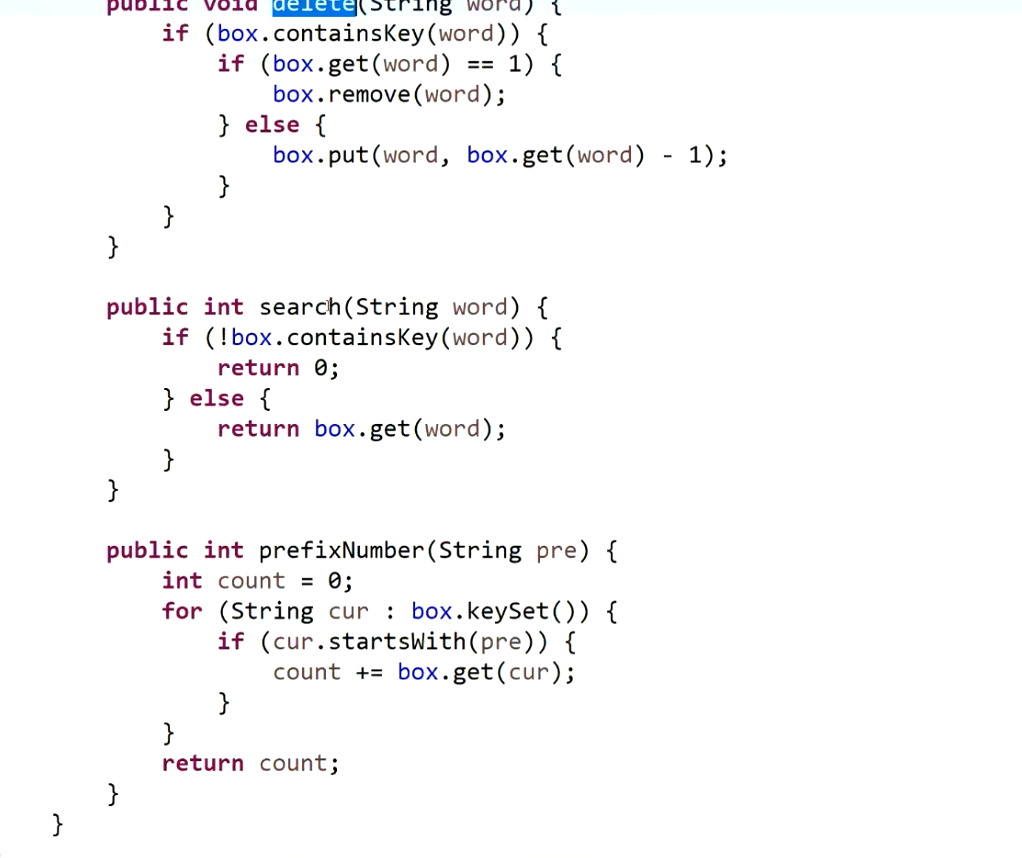 public void delete(String word) {
if (box.containsKey(word)) {
if (box.get(word) == 1) {
box.remove(word);
} else {
box.put(word, box.get(word) - 1);
}
}
}
public int search(String word) {
if (!box.containsKey(word)) {
return 0;
} else {
return box.get(word);
}
}
public int prefixNumber(String pre) {
int count = 0;
for (String cur : box.keySet()) {
if (cur.startsWith(pre)) {
count += box.get(cur);
}
}
return count;
}
}